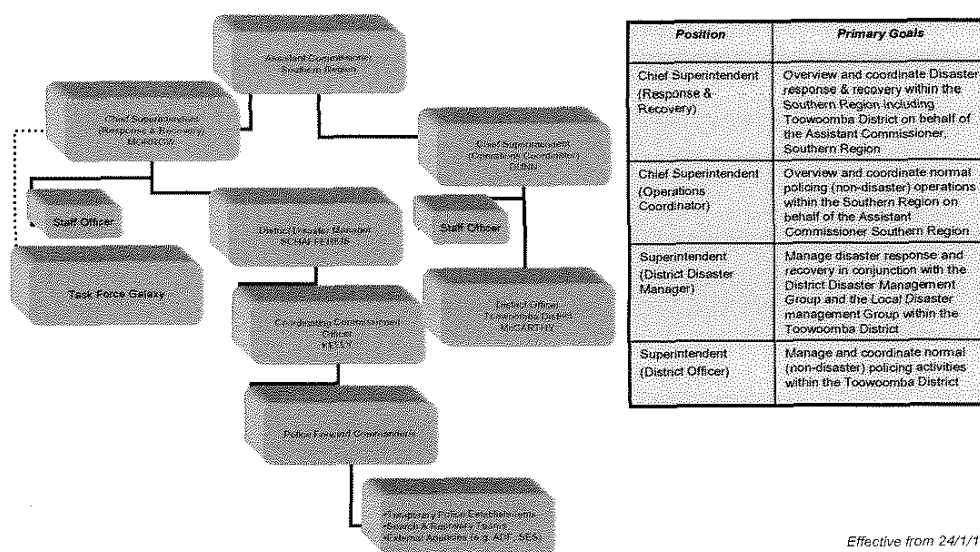 Assistant Commissioner
Southern Region
Chief Superintendent
(Response & Recovery)
MORROW
Chief Superintendent
(Operations Coordinator)
Staff Officer
District Disaster Manager
Staff Officer
Task Force Galaxy
District Officer
Toowoomba District
McCARTHY
Coordinating Commissioned
Officer
KELLY
Police Forward Commanders
•Temporary Police Establishments
•Search & Recovery Teams
•External Agencies (e.g. ADF, SES
Position
Primary Goals
Chief Superintendent
(Response &
Recovery)
Overview and coordinate Disaster
response & recovery within the
Southern Region including
Toowoomba District on behalf of
the Assistant Commissioner,
Southern Region
Chief Superintendent
(Operations
Coordinator)
Overview and coordinate normal
policing (non-disaster) operations
within the Southern Region on
behalf of the Assistant
Commissioner Southern Region
Superintendent
(District Disaster
Manager)
Manage disaster response and
recovery in conjunction with the
District Disaster Management
Group and the Local Disaster
management Group within the
Toowoomba District
Superintendent
(District Officer)
Manage and coordinate normal
(non-disaster) policing activities
within the Toowoomba District
Effective from 24/1/1